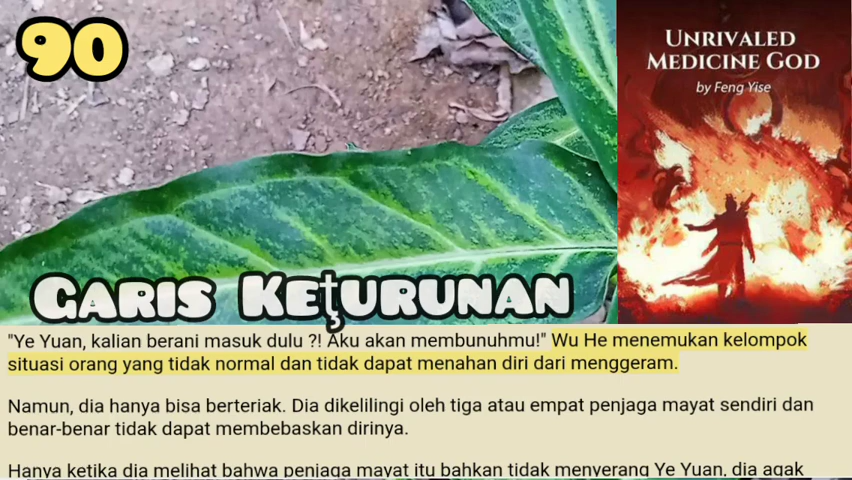 90
UNRIVALED
MEDICINE GOD
by Feng Yise
GARIS KEŢURUNAN
"Ye Yuan, kalian berani masuk dulu ?! Aku akan membunuhmu!" Wu He menemukan kelompok
situasi orang yang tidak normal dan tidak dapat menahan diri dari menggeram.
Namun, dia hanya bisa berteriak. Dia dikelilingi oleh tiga atau empat penjaga mayat sendiri dan
benar-benar tidak dapat membebaskan dirinya.
Hanya ketika dia melihat bahwa penjaga mayat itu bahkan tidak menyerang Ye Yuan, dia agak